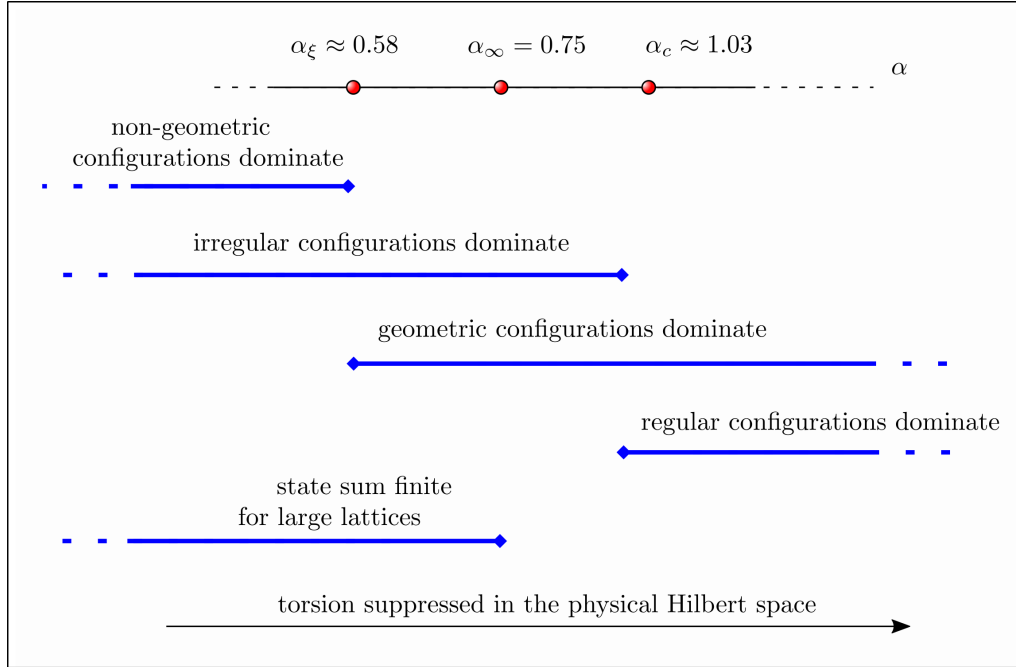 α_ξ ≈ 0.58 α_∞ = 0.75 α_c ≈ 1.03
α
non-geometric
configurations dominate
irregular configurations dominate
geometric configurations dominate
regular configurations dominate
state sum finite
for large lattices
torsion suppressed in the physical Hilbert space